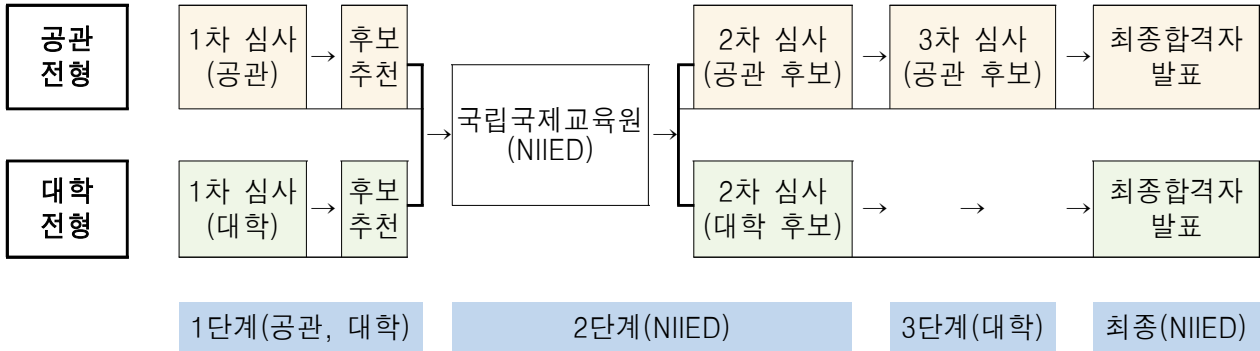 공관
전형
1차 심사
(공관)
→
후보
추천
→
국립국제교육원
(NIIED)
→
2차 심사
(공관 후보)
→
3차 심사
(공관 후보)
→
최종합격자
발표
대학
전형
1차 심사
(대학)
→
후보
추천
2차 심사
(대학 후보)
→
→
→
최종합격자
발표
1단계(공관, 대학)
2단계(NIIED)
3단계(대학)
최종(NIIED)